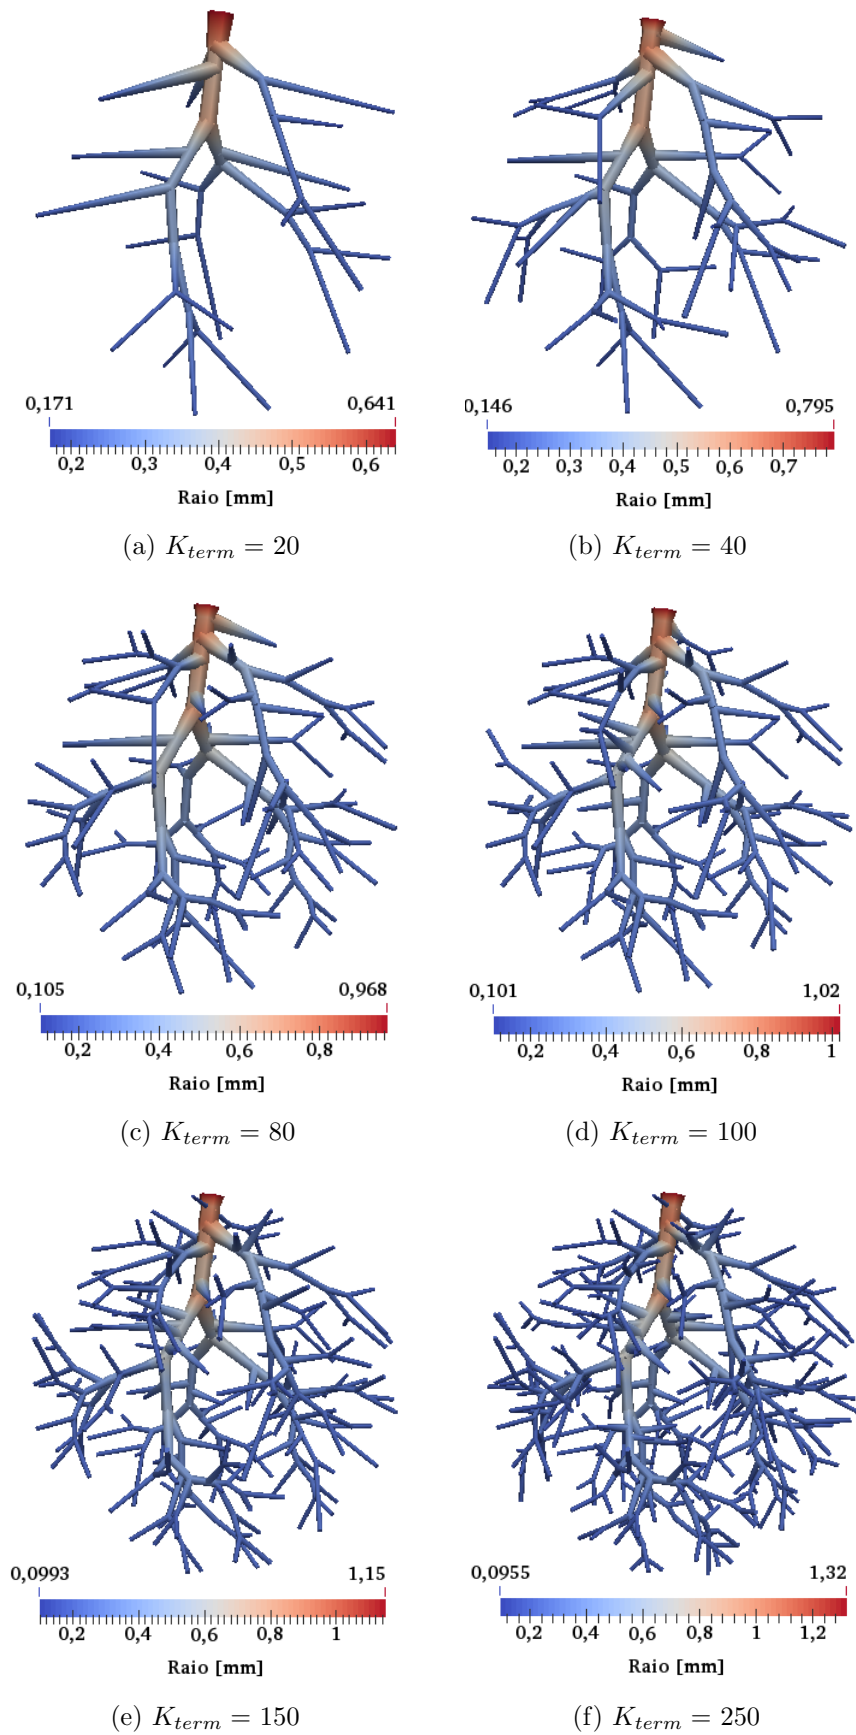 0,171 0,641
0,2 0,3 0,4 0,5 0,6
Raio [mm]
(a) K_term = 20
0,146 0,795
0,2 0,3 0,4 0,5 0,6 0,7
Raio [mm]
(b) K_term = 40
0,105 0,968
0,2 0,4 0,6 0,8
Raio [mm]
(c) K_term = 80
0,101 1,02
0,2 0,4 0,6 0,8 1
Raio [mm]
(d) K_term = 100
0,0993 1,15
0,2 0,4 0,6 0,8 1
Raio [mm]
(e) K_term = 150
0,0955 1,32
0,2 0,4 0,6 0,8 1 1,2
Raio [mm]
(f) K_term = 250